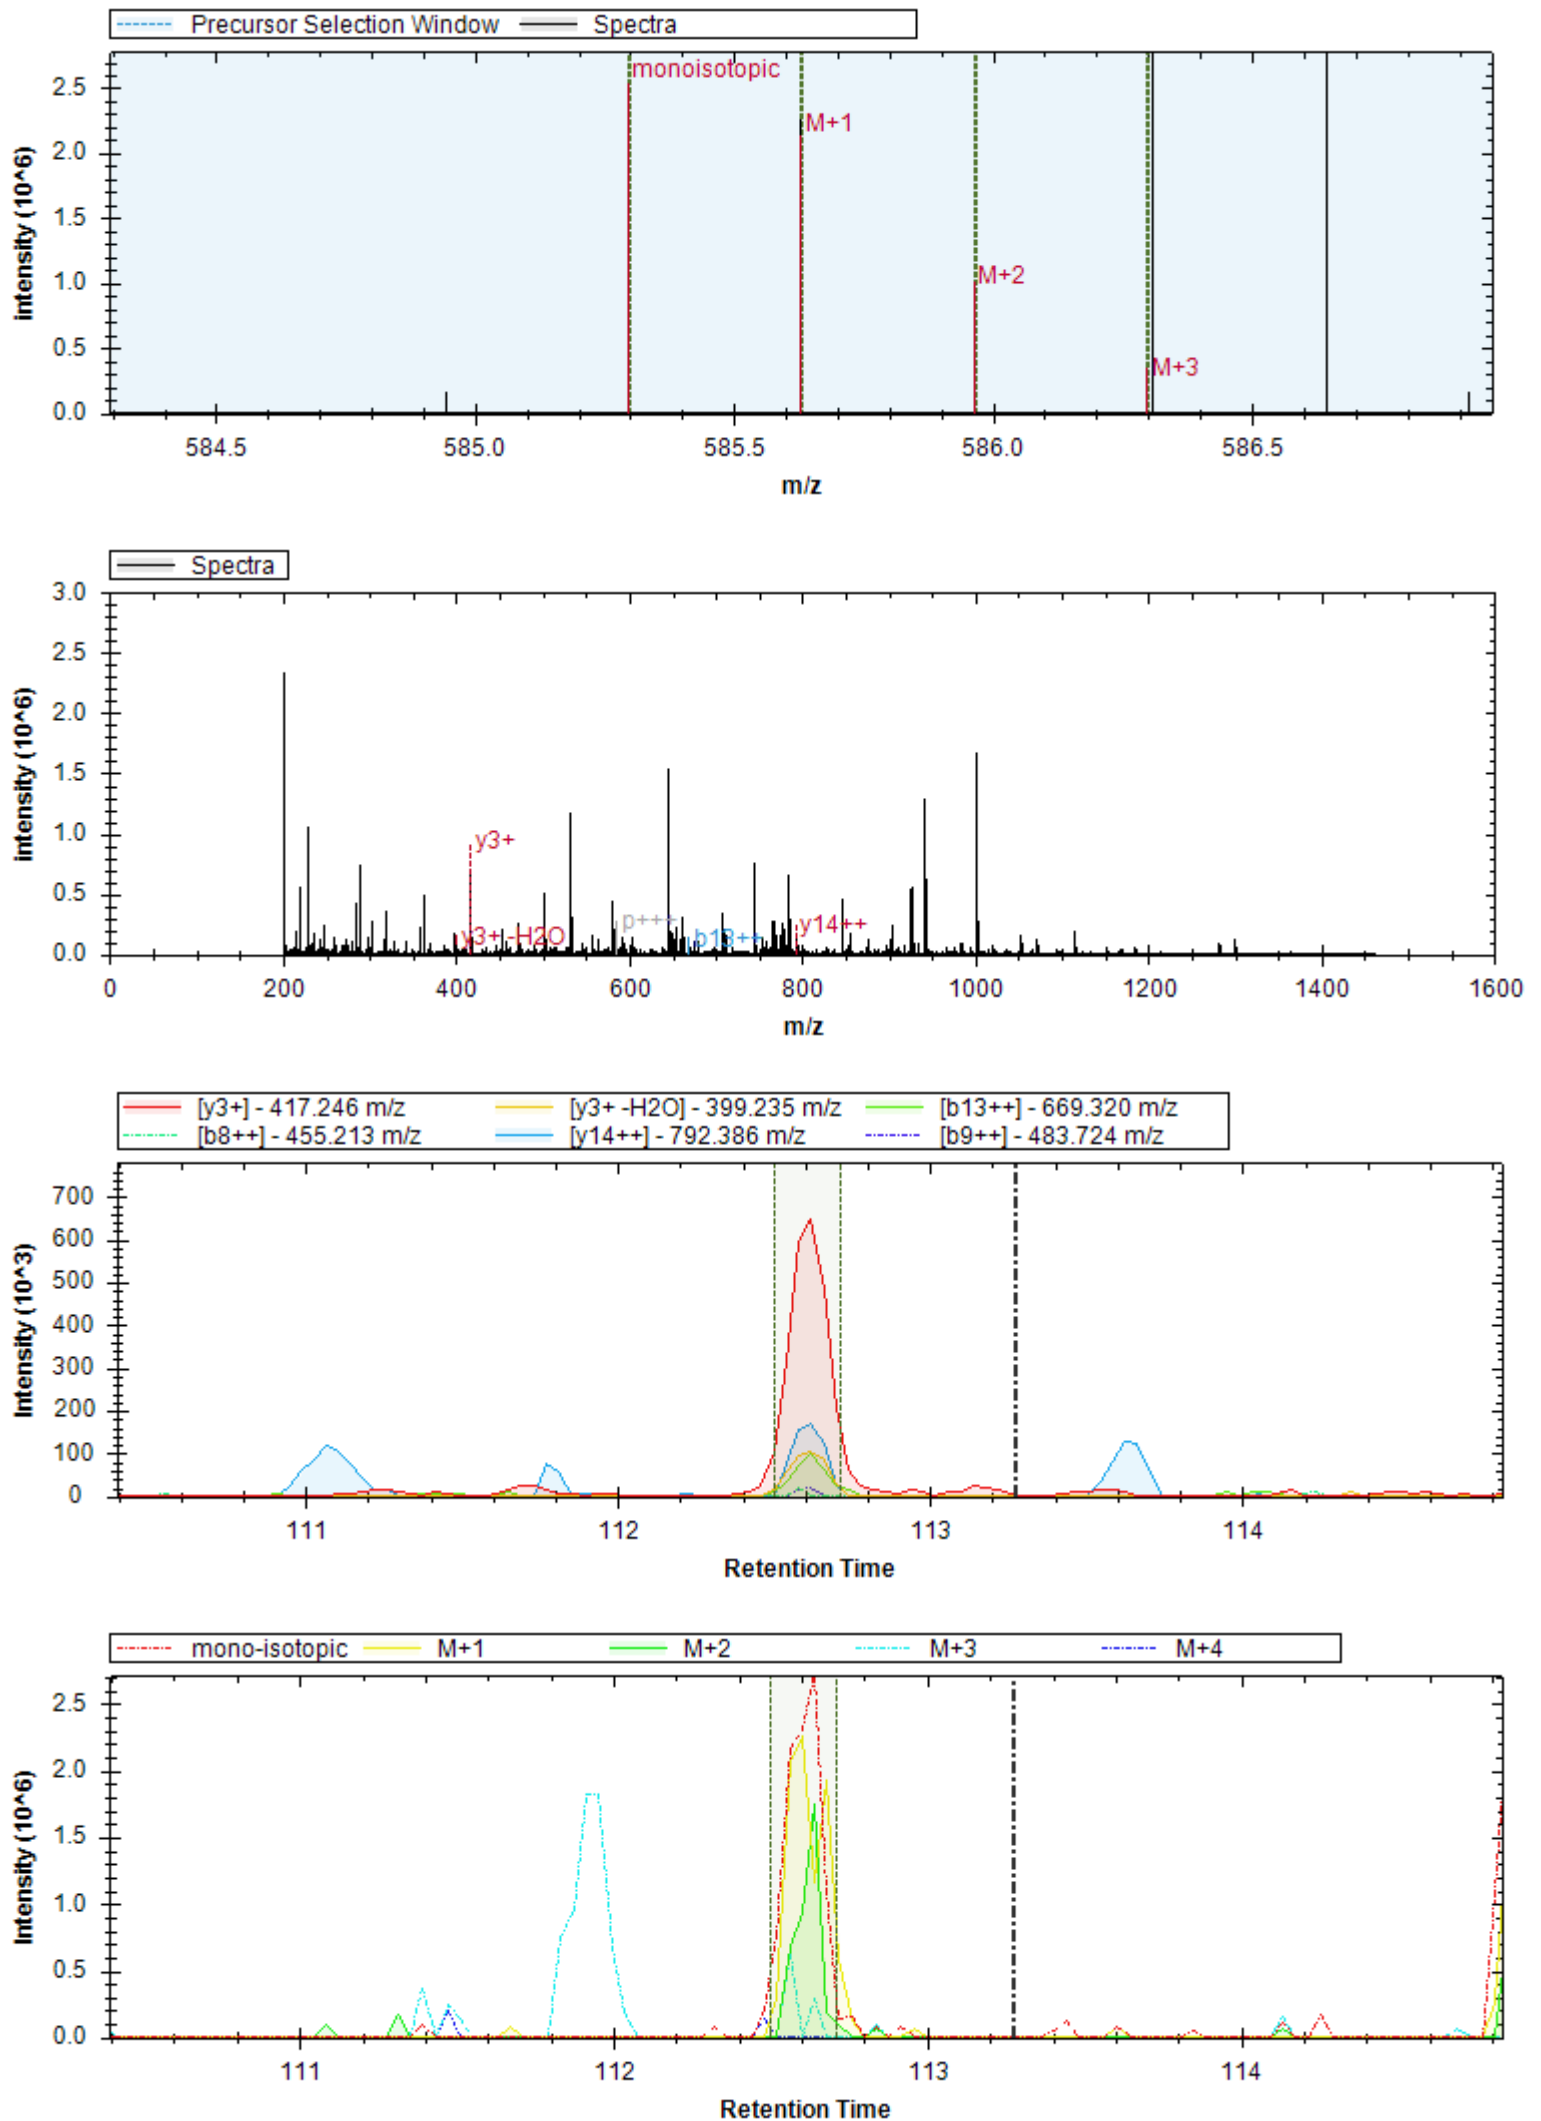 Precursor Selection Window Spectra
monoisotopic
M+1
M+2
M+3
intensity (10^6)
2.5
2.0
1.5
1.0
0.5
0.0
584.5 585.0 585.5 586.0 586.5
m/z
Spectra
intensity (10^6)
3.0
2.5
2.0
1.5
1.0
0.5
0.0
y3+
y3+ -H2O
p+++
b13++
y14++
0 200 400 600 800 1000 1200 1400 1600
m/z
[y3+] - 417.246 m/z [y3+ -H2O] - 399.235 m/z [b13++] - 669.320 m/z
[b8++] - 455.213 m/z [y14++] - 792.386 m/z [b9++] - 483.724 m/z
Intensity (10^3)
700
600
500
400
300
200
100
0
111 112 113 114
Retention Time
mono-isotopic M+1 M+2 M+3 M+4
Intensity (10^6)
2.5
2.0
1.5
1.0
0.5
0.0
111 112 113 114
Retention Time